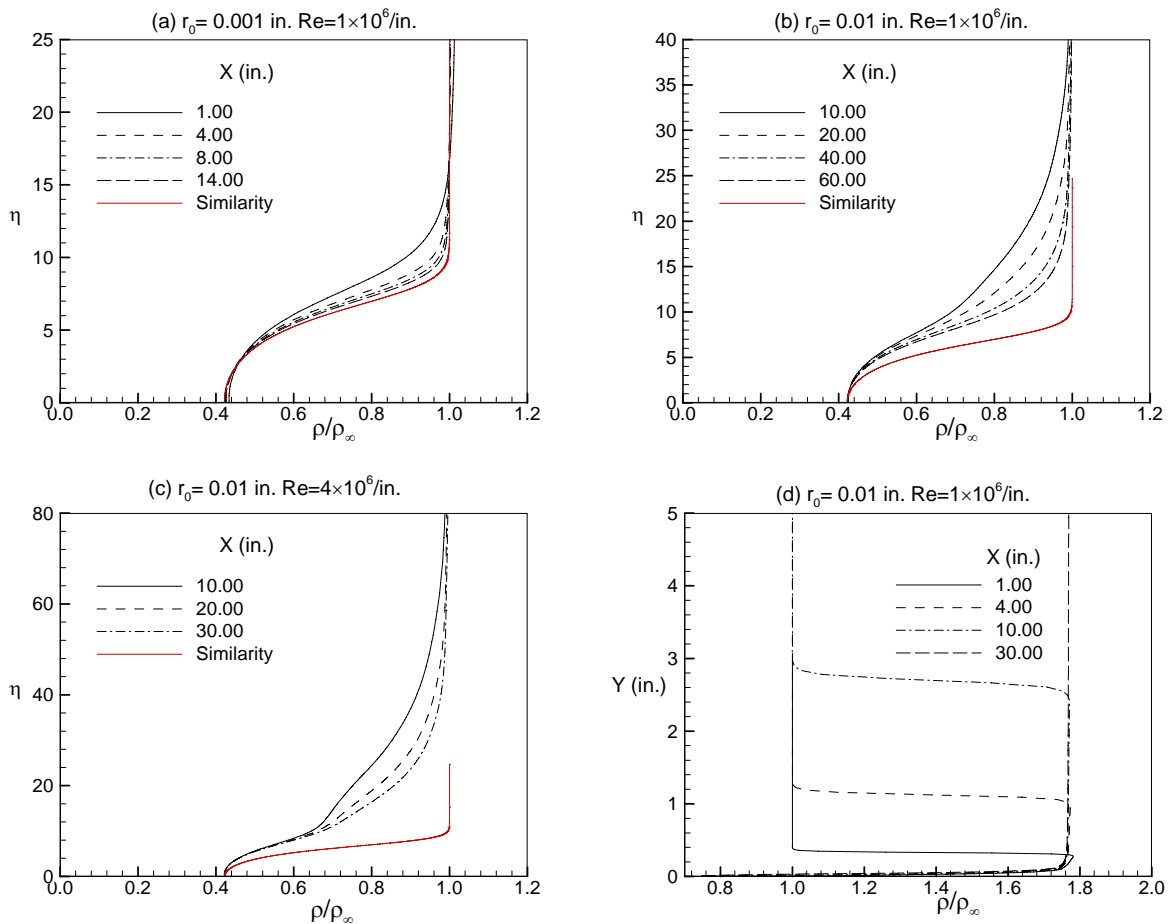 (a) r₀= 0.001 in. Re=1×10⁶/in.
25
20
15
10
5
0
η
X (in.)
1.00
4.00
8.00
14.00
Similarity
0.0 0.2 0.4 0.6 0.8 1.0 1.2
ρ/ρ∞
(b) r₀= 0.01 in. Re=1×10⁶/in.
40
35
30
25
20
15
10
5
0
η
X (in.)
10.00
20.00
40.00
60.00
Similarity
0.0 0.2 0.4 0.6 0.8 1.0 1.2
ρ/ρ∞
(c) r₀= 0.01 in. Re=4×10⁶/in.
80
60
40
20
0
η
X (in.)
10.00
20.00
30.00
Similarity
0.0 0.2 0.4 0.6 0.8 1.0 1.2
ρ/ρ∞
(d) r₀= 0.01 in. Re=1×10⁶/in.
5
4
3
2
1
0
Y (in.)
X (in.)
1.00
4.00
10.00
30.00
0.8 1.0 1.2 1.4 1.6 1.8 2.0
ρ/ρ∞